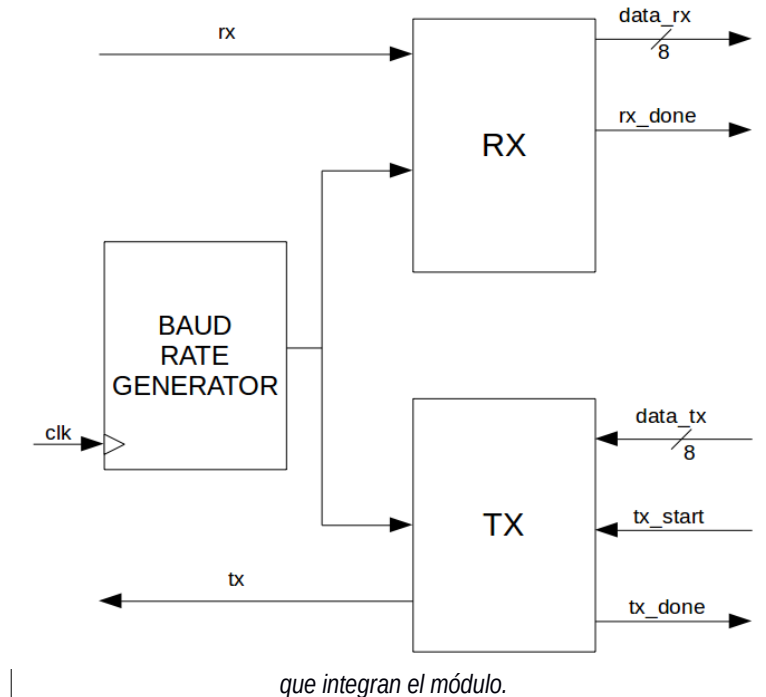 rx
data_rx
8
RX
rx_done
BAUD
RATE
GENERATOR
clk
data_tx
8
TX
tx_start
tx
tx_done
que integran el módulo.